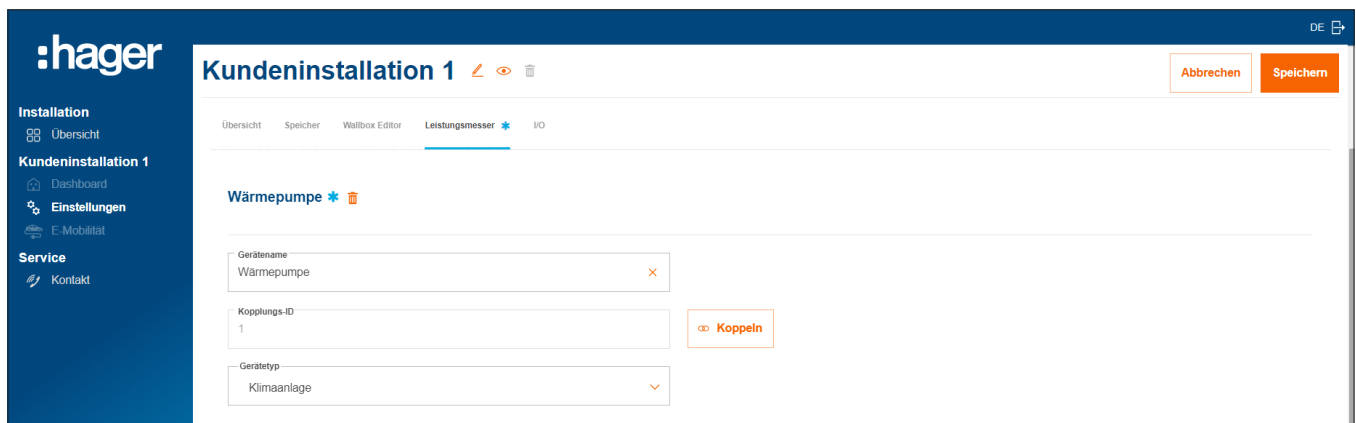 DE
:hager
Kundeninstallation 1
Abbrechen
Speichern
Installation
Übersicht
Kundeninstallation 1
Dashboard
Einstellungen
E-Mobilität
Service
Kontakt
Übersicht Speicher Wallbox Editor Leistungsmesser * I/O
Wärmepumpe *
Gerätename
Wärmepumpe
Kopplungs-ID
1
Koppeln
Gerätetyp
Klimaanlage